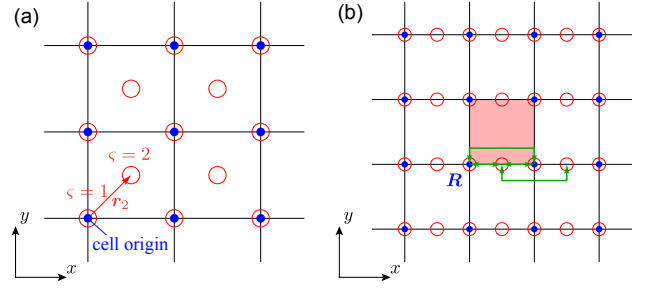 (a)
ς = 2
ς = 1
r₂
cell origin
y
x
(b)
R
y
x